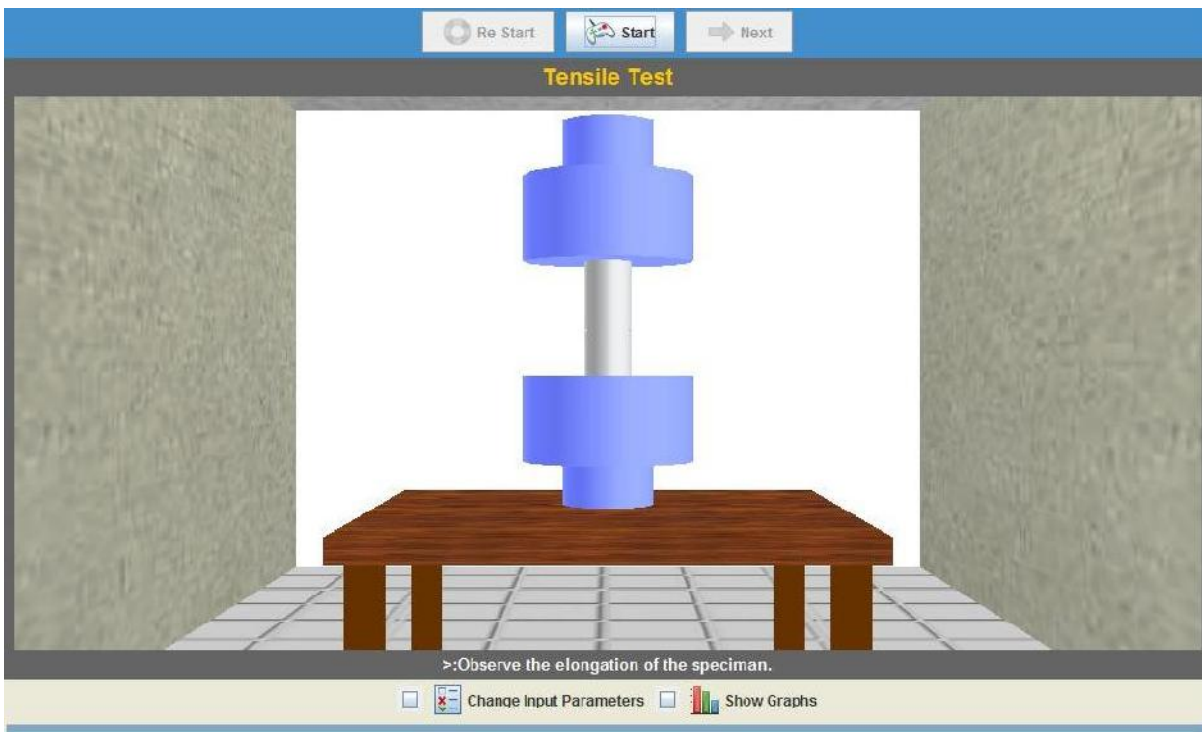 Re Start Start Next
Tensile Test
>:Observe the elongation of the speciman.
Change Input Parameters Show Graphs